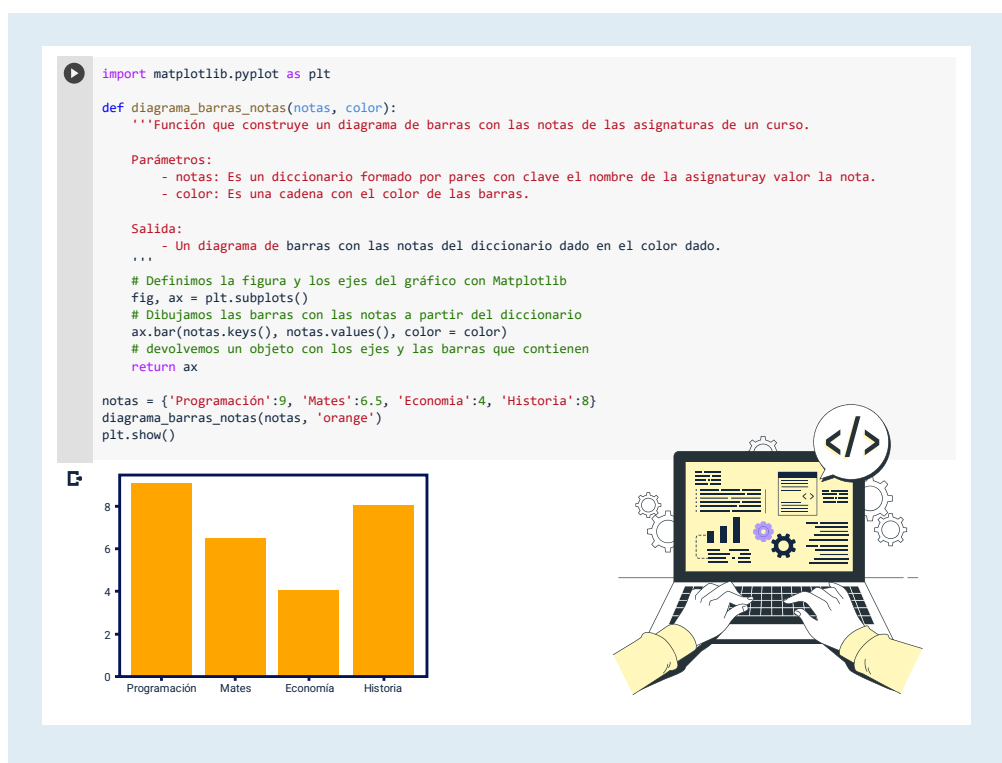 import matplotlib.pyplot as plt
def diagrama_barras_notas(notas, color):
'''Función que construye un diagrama de barras con las notas de las asignaturas de un curso.
Parámetros:
- notas: Es un diccionario formado por pares con clave el nombre de la asignaturay valor la nota.
- color: Es una cadena con el color de las barras.
Salida:
- Un diagrama de barras con las notas del diccionario dado en el color dado.
'''
# Definimos la figura y los ejes del gráfico con Matplotlib
fig, ax = plt.subplots()
# Dibujamos las barras con las notas a partir del diccionario
ax.bar(notas.keys(), notas.values(), color = color)
# devolvemos un objeto con los ejes y las barras que contienen
return ax
notas = {'Programación':9, 'Mates':6.5, 'Economia':4, 'Historia':8}
diagrama_barras_notas(notas, 'orange')
plt.show()
</>
<>
8
6
4
2
0
Programación Mates Economía Historia